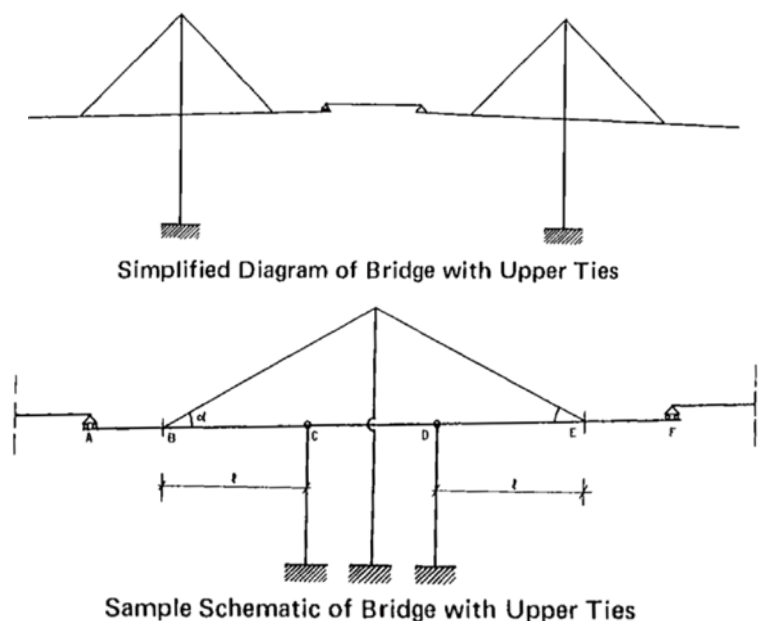 Simplified Diagram of Bridge with Upper Ties
α
A B C D E F
ℓ ℓ
Sample Schematic of Bridge with Upper Ties